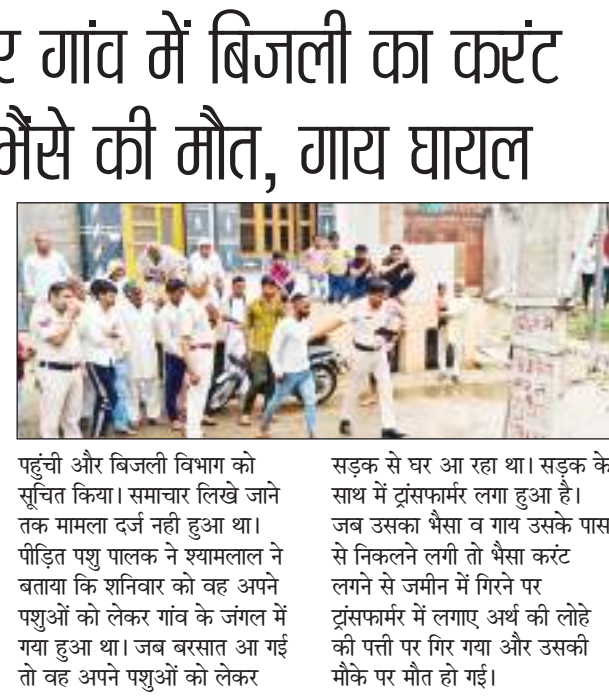 र गांव में बिजली का करंट
भैंसे की मौत, गाय घायल
पहुंची और बिजली विभाग को
सूचित किया। समाचार लिखे जाने
तक मामला दर्ज नही हुआ था।
पीड़ित पशु पालक ने श्यामलाल ने
बताया कि शनिवार को वह अपने
पशुओं को लेकर गांव के जंगल में
गया हुआ था। जब बरसात आ गई
तो वह अपने पशुओं को लेकर
सड़क से घर आ रहा था। सड़क के
साथ में ट्रांसफार्मर लगा हुआ है।
जब उसका भैसा व गाय उसके पास
से निकलने लगी तो भैसा करंट
लगने से जमीन में गिरने पर
ट्रांसफार्मर में लगाए अर्थ की लोहे
की पत्ती पर गिर गया और उसकी
मौके पर मौत हो गई।